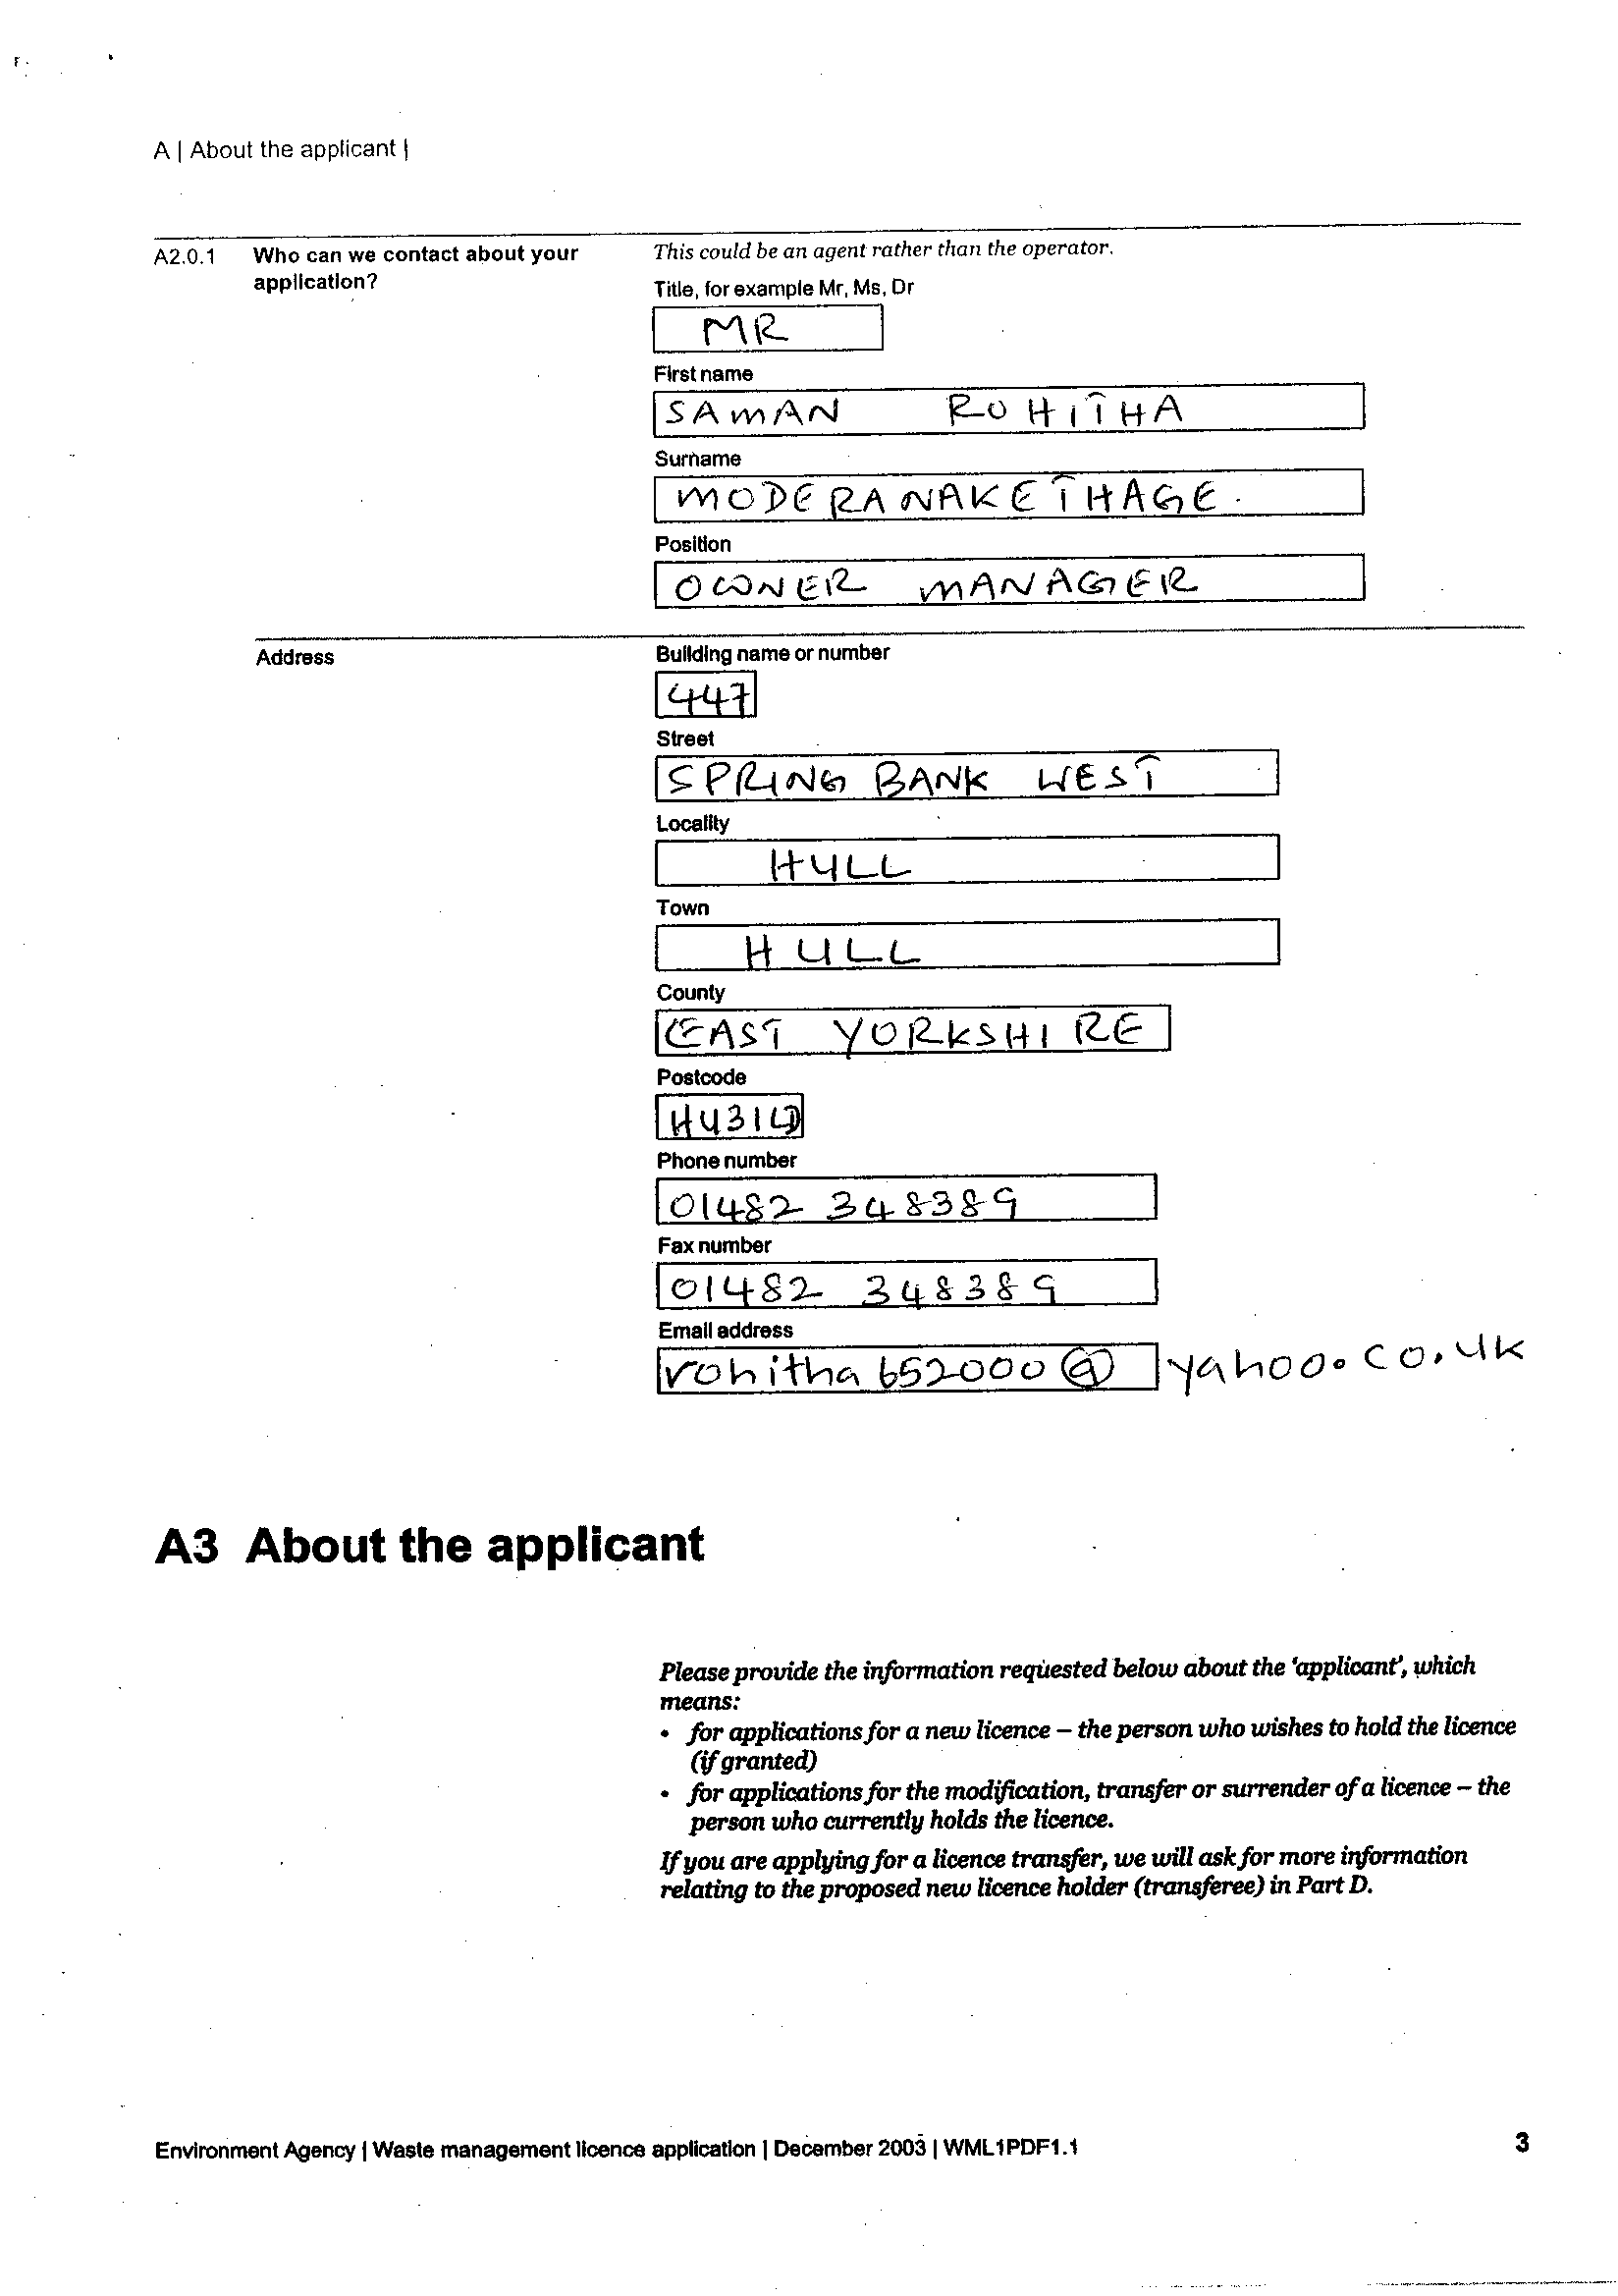 A | About the applicant |
A2.0.1 Who can we contact about your application?
This could be an agent rather than the operator.
Title, for example Mr, Ms, Dr
MR
First name
SAMAN ROHITHA
Surname
MODERANAKETHAGE.
Position
OWNER MANAGER
Address
Building name or number
447
Street
SPRING BANK WEST
Locality
HULL
Town
HULL
County
EAST YORKSHIRE
Postcode
Phone number
01482 348389
Fax number
01482 348389
Email address
rohitha652000@yahoo.co.uk
A3 About the applicant
Please provide the information requested below about the 'applicant', which
means:
• for applications for a new licence – the person who wishes to hold the licence
(if granted)
• for applications for the modification, transfer or surrender of a licence – the
person who currently holds the licence.
If you are applying for a licence transfer, we will ask for more information
relating to the proposed new licence holder (transferee) in Part D.
Environment Agency | Waste management licence application | December 2003 | WML1PDF1.1 3